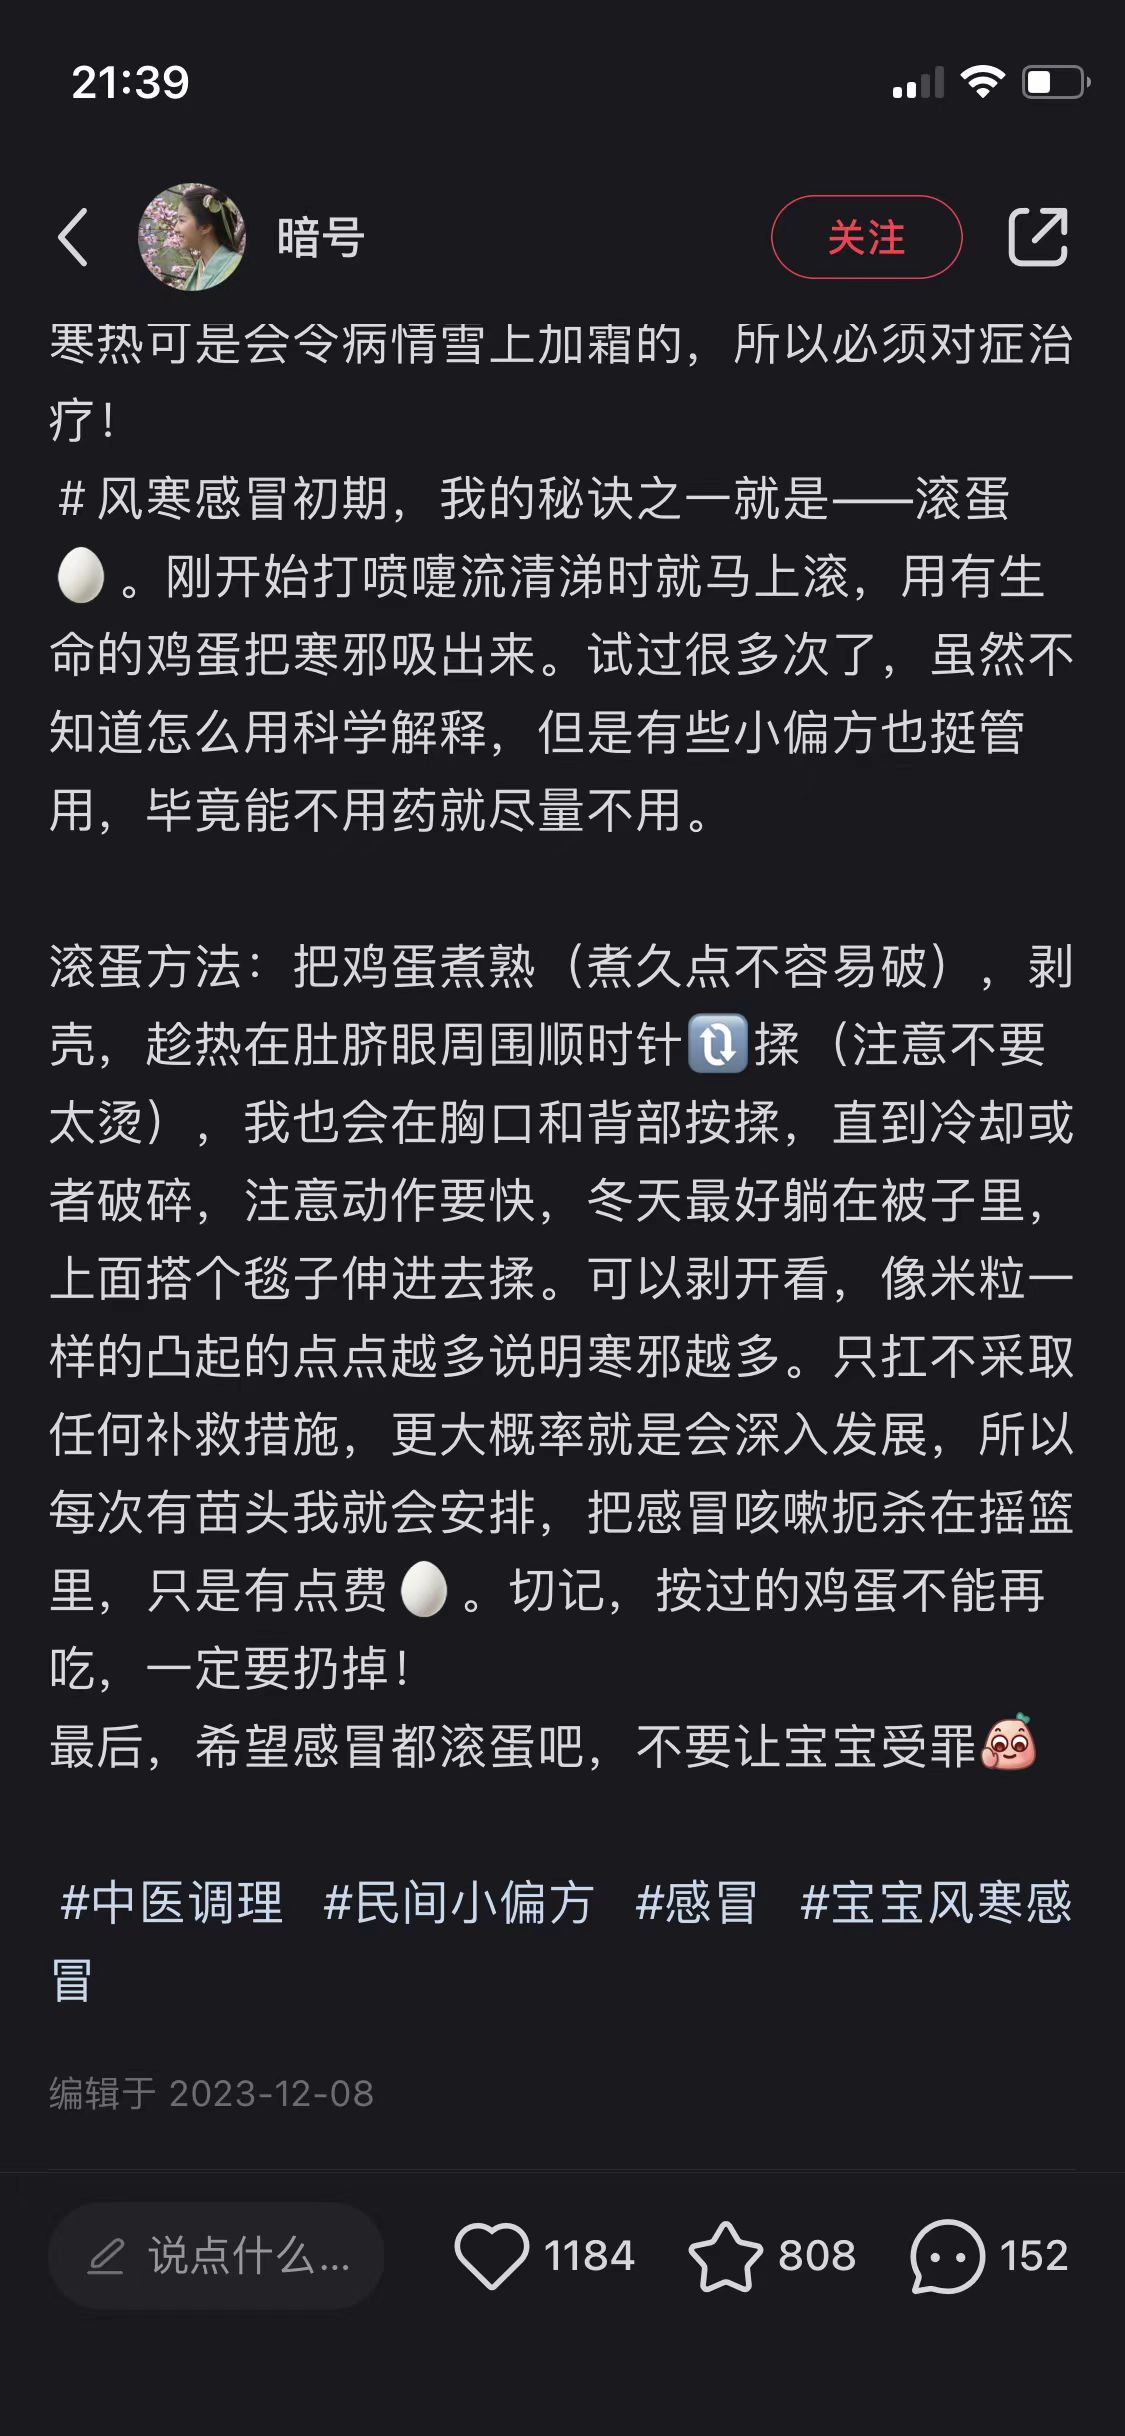 21:39
暗号
关注
寒热可是会令病情雪上加霜的，所以必须对症治
疗！
#风寒感冒初期，我的秘诀之一就是——滚蛋
🥚。刚开始打喷嚏流清涕时就马上滚，用有生
命的鸡蛋把寒邪吸出来。试过很多次了，虽然不
知道怎么用科学解释，但是有些小偏方也挺管
用，毕竟能不用药就尽量不用。
滚蛋方法：把鸡蛋煮熟（煮久点不容易破），剥
壳，趁热在肚脐眼周围顺时针🔃揉（注意不要
太烫），我也会在胸口和背部按揉，直到冷却或
者破碎，注意动作要快，冬天最好躺在被子里，
上面搭个毯子伸进去揉。可以剥开看，像米粒一
样的凸起的点点越多说明寒邪越多。只扛不采取
任何补救措施，更大概率就是会深入发展，所以
每次有苗头我就会安排，把感冒咳嗽扼杀在摇篮
里，只是有点费🥚。切记，按过的鸡蛋不能再
吃，一定要扔掉！
最后，希望感冒都滚蛋吧，不要让宝宝受罪
#中医调理 #民间小偏方 #感冒 #宝宝风寒感
冒
编辑于 2023-12-08
说点什么...
1184
808
152